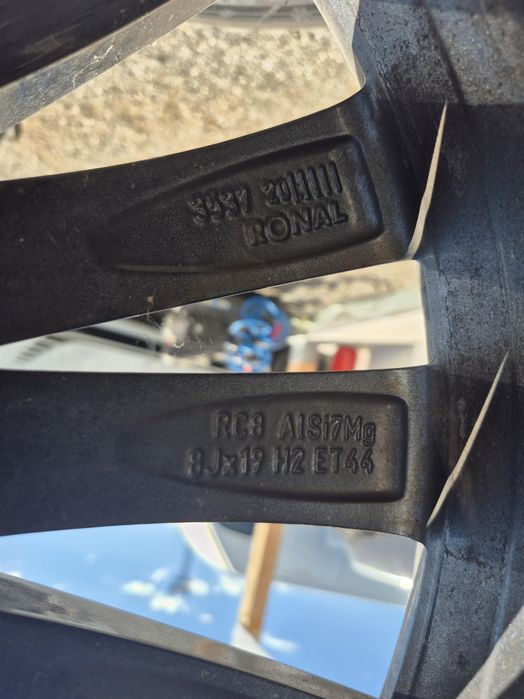 RONAL
RC8 AlSi7Mg
8Jx19 H2 ET44